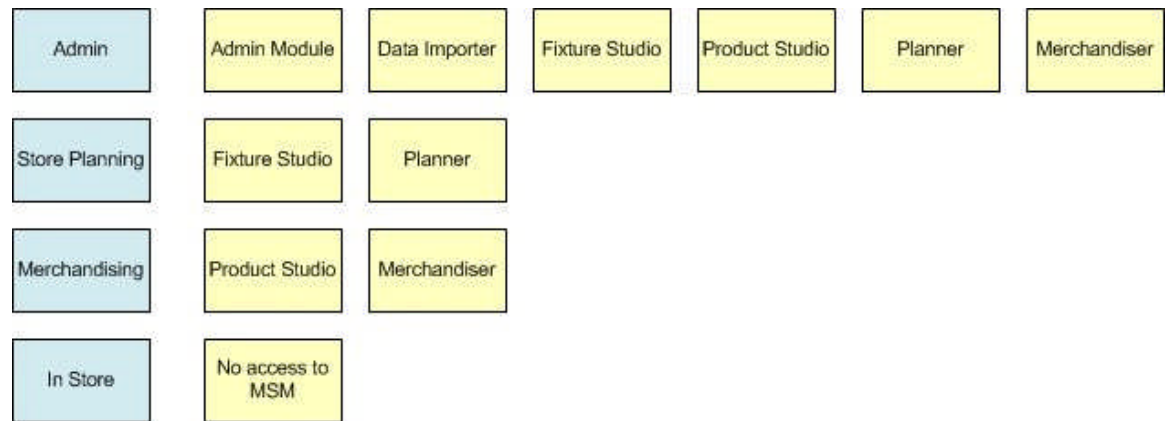 Admin
Admin Module
Data Importer
Fixture Studio
Product Studio
Planner
Merchandiser
Store Planning
Fixture Studio
Planner
Merchandising
Product Studio
Merchandiser
In Store
No access to
MSM